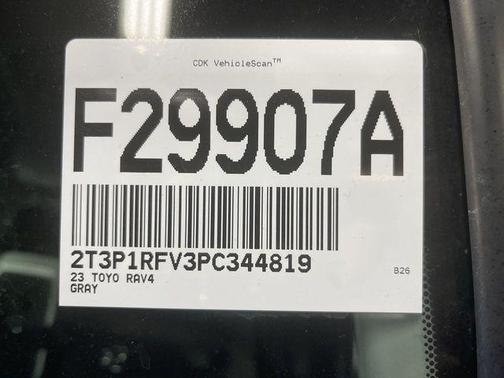 CDK VehicleScan™
F29907A
2T3P1RFV3PC344819
23 TOYO RAV4
GRAY
B26